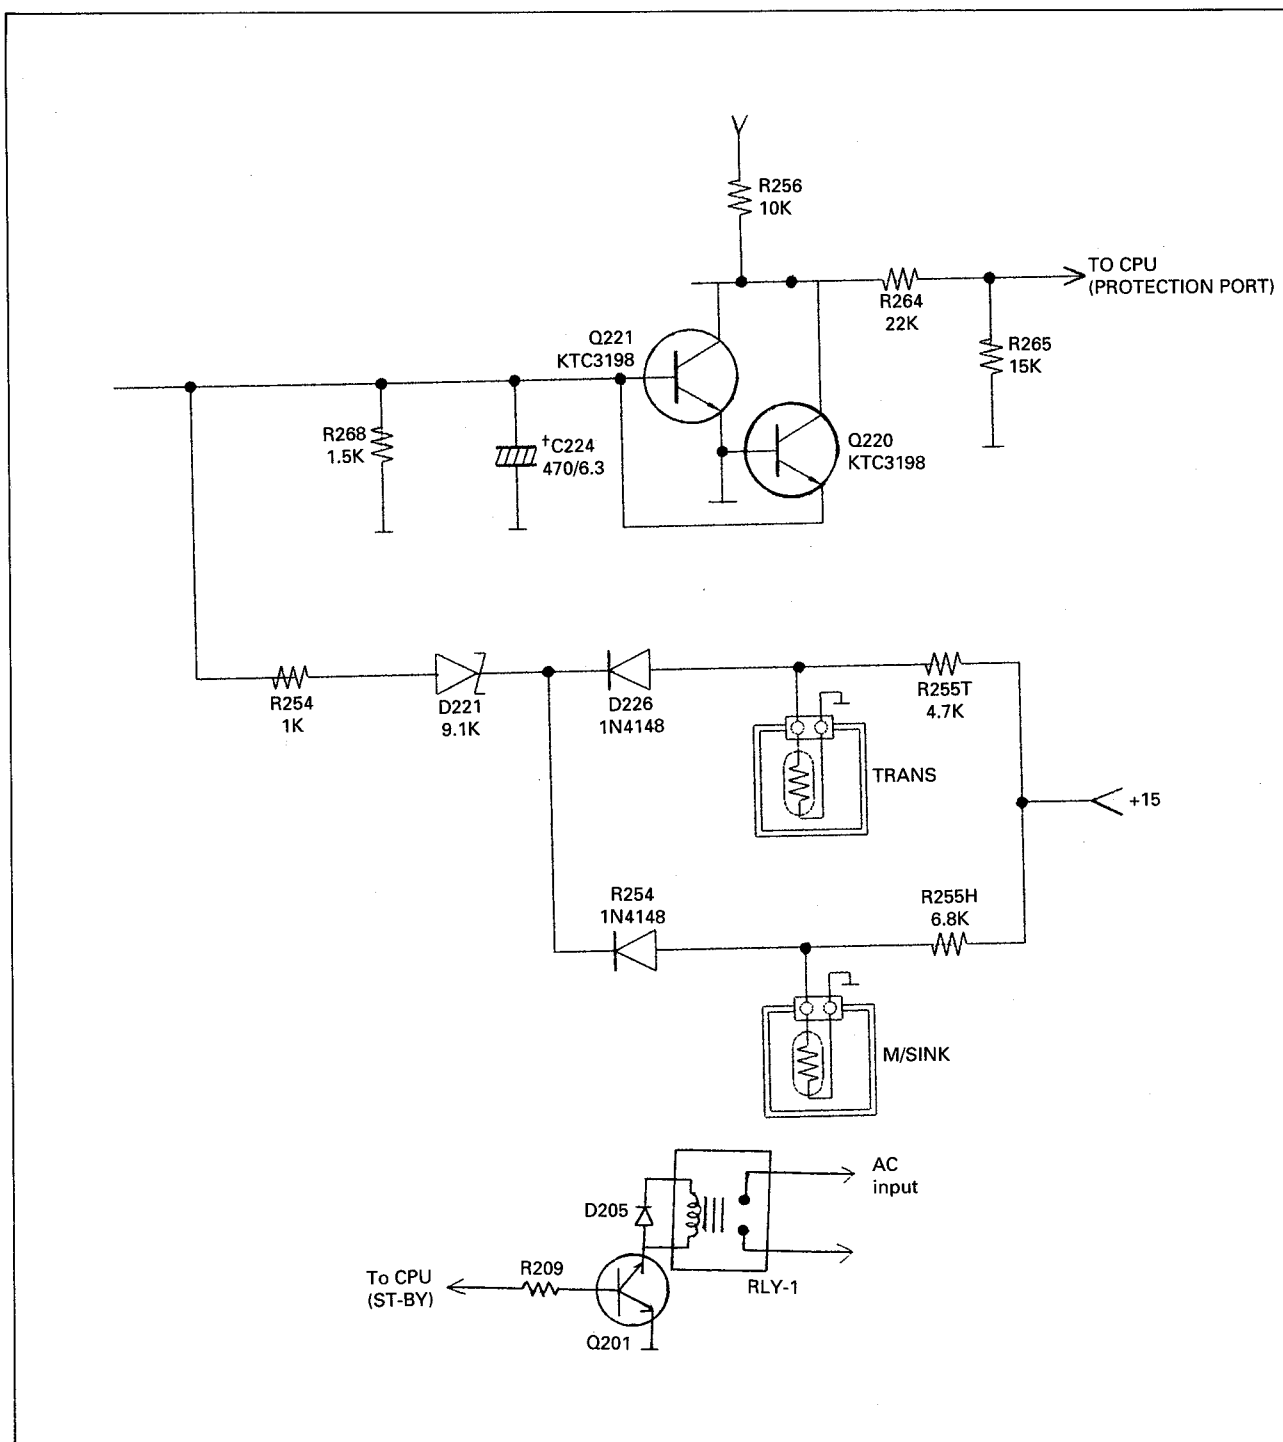 R256
10K
TO CPU
(PROTECTION PORT)
R264
22K
Q221
KTC3198
R265
15K
R268
1.5K
+C224
470/6.3
Q220
KTC3198
R254
1K
D221
9.1K
D226
1N4148
R255T
4.7K
TRANS
+15
R254
1N4148
R255H
6.8K
M/SINK
AC
input
D205
R209
To CPU
(ST-BY)
RLY-1
Q201